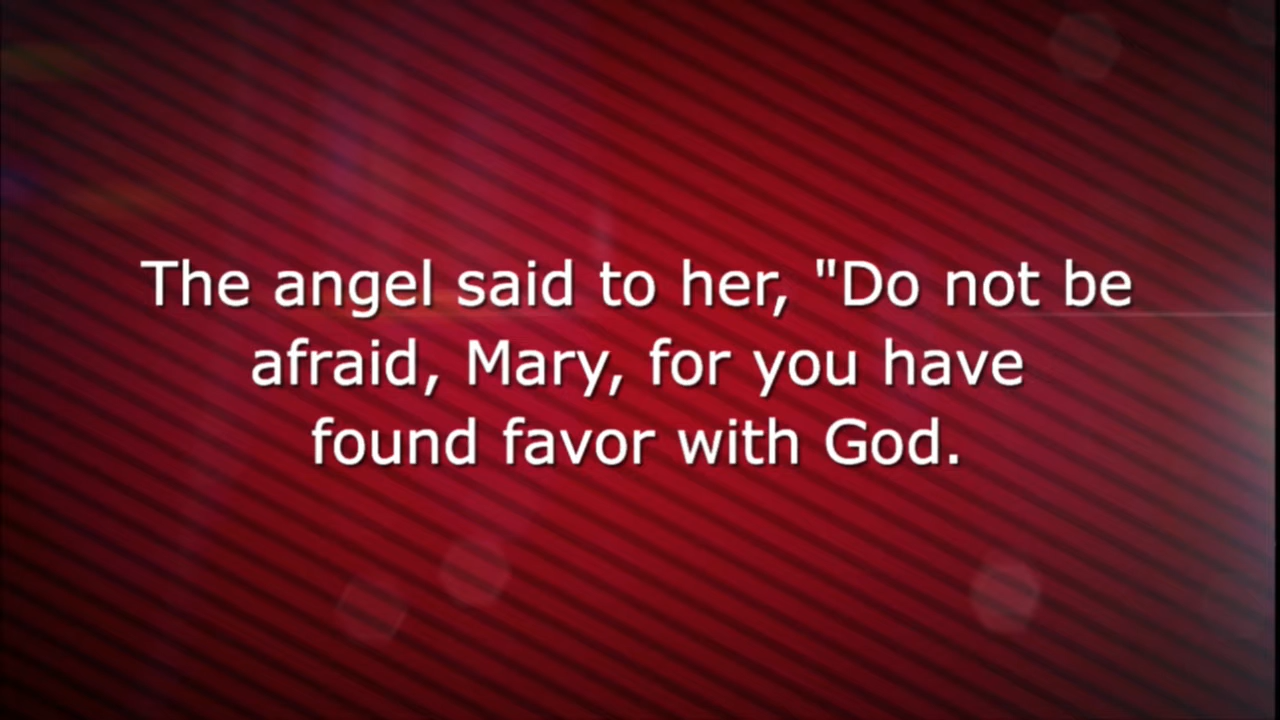 The angel said to her, "Do not be
afraid, Mary, for you have
found favor with God.